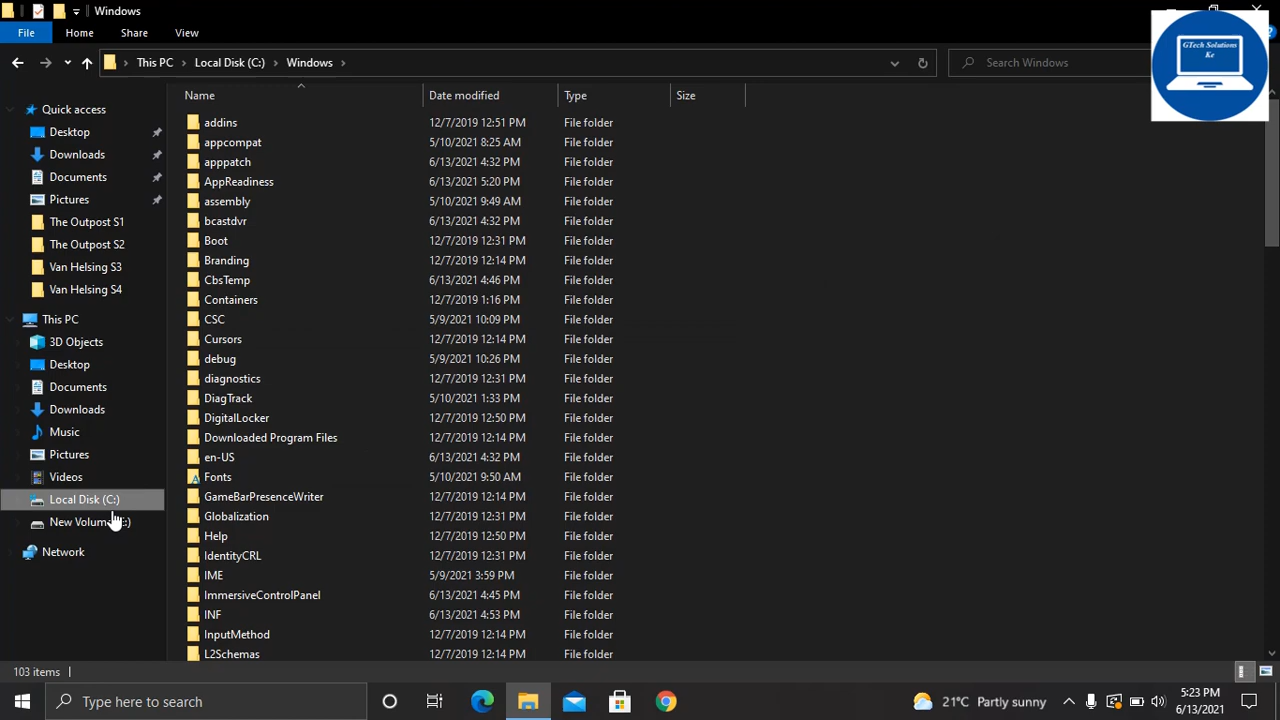 Windows
GTech Solutions
Ke
File Home Share View
This PC Local Disk (C:) Windows
Search Windows
Name Date modified Type Size
Quick access
Desktop
Downloads
Documents
Pictures
The Outpost S1
The Outpost S2
Van Helsing S3
Van Helsing S4
This PC
3D Objects
Desktop
Documents
Downloads
Music
Pictures
Videos
Local Disk (C:)
New Volum
Network
addins 12/7/2019 12:51 PM File folder
appcompat 5/10/2021 8:25 AM File folder
apppatch 6/13/2021 4:32 PM File folder
AppReadiness 6/13/2021 5:20 PM File folder
assembly 5/10/2021 9:49 AM File folder
bcastdvr 6/13/2021 4:32 PM File folder
Boot 12/7/2019 12:31 PM File folder
Branding 12/7/2019 12:14 PM File folder
CbsTemp 6/13/2021 4:46 PM File folder
Containers 12/7/2019 1:16 PM File folder
CSC 5/9/2021 10:09 PM File folder
Cursors 12/7/2019 12:14 PM File folder
debug 5/9/2021 10:26 PM File folder
diagnostics 12/7/2019 12:31 PM File folder
DiagTrack 5/10/2021 1:33 PM File folder
DigitalLocker 12/7/2019 12:50 PM File folder
Downloaded Program Files 12/7/2019 12:14 PM File folder
en-US 6/13/2021 4:32 PM File folder
Fonts 5/10/2021 9:50 AM File folder
GameBarPresenceWriter 12/7/2019 12:14 PM File folder
Globalization 12/7/2019 12:31 PM File folder
Help 12/7/2019 12:50 PM File folder
IdentityCRL 12/7/2019 12:31 PM File folder
IME 5/9/2021 3:59 PM File folder
ImmersiveControlPanel 6/13/2021 4:45 PM File folder
INF 6/13/2021 4:53 PM File folder
InputMethod 12/7/2019 12:14 PM File folder
L2Schemas 12/7/2019 12:14 PM File folder
103 items
Type here to search
21°C Partly sunny
5:23 PM
6/13/2021